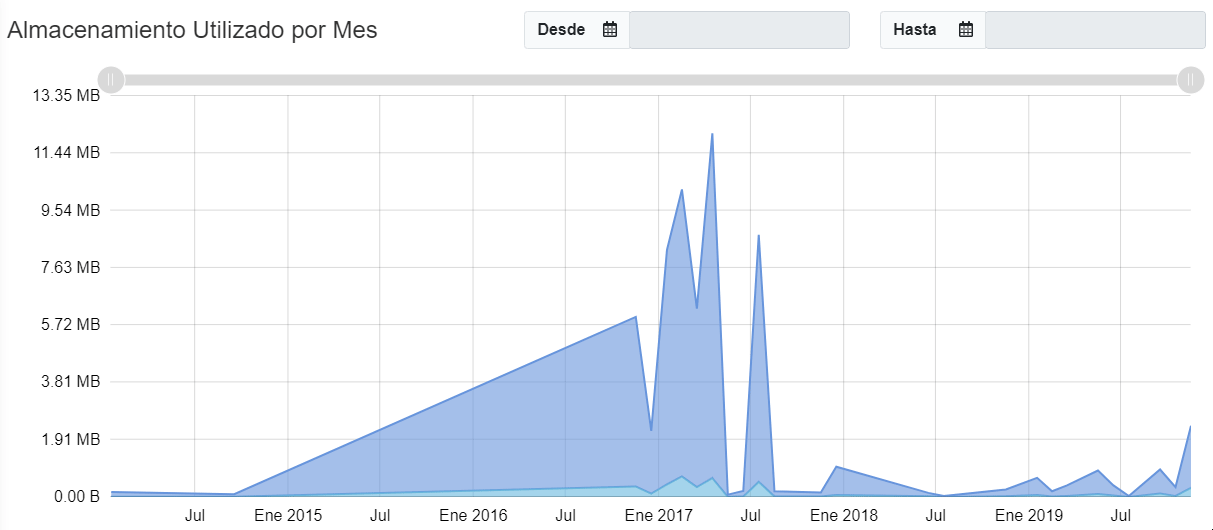 Almacenamiento Utilizado por Mes
Desde
Hasta
13.35 MB
11.44 MB
9.54 MB
7.63 MB
5.72 MB
3.81 MB
1.91 MB
0.00 B
Jul Ene 2015 Jul Ene 2016 Jul Ene 2017 Jul Ene 2018 Jul Ene 2019 Jul